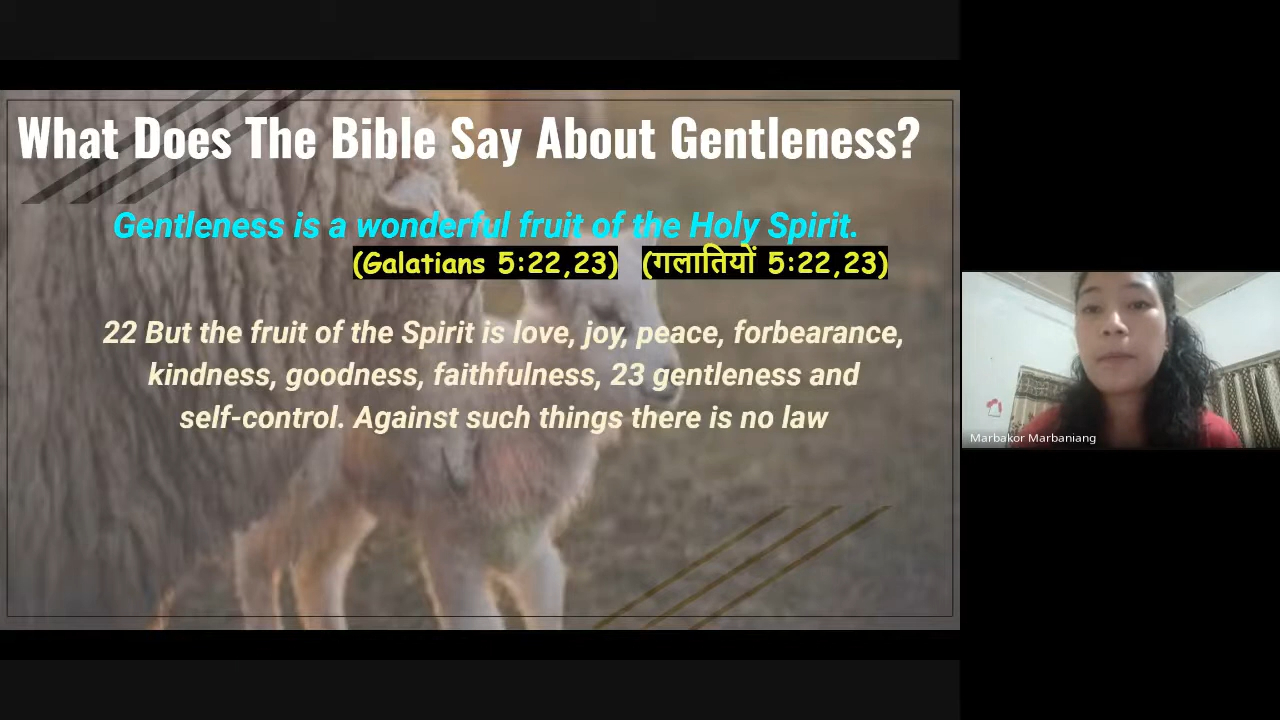 What Does The Bible Say About Gentleness?
Gentleness is a wonderful fruit of the Holy Spirit.
(Galatians 5:22,23) (गलातियों 5:22,23)
22 But the fruit of the Spirit is love, joy, peace, forbearance,
kindness, goodness, faithfulness, 23 gentleness and
self-control. Against such things there is no law
Marbakor Marbaniang